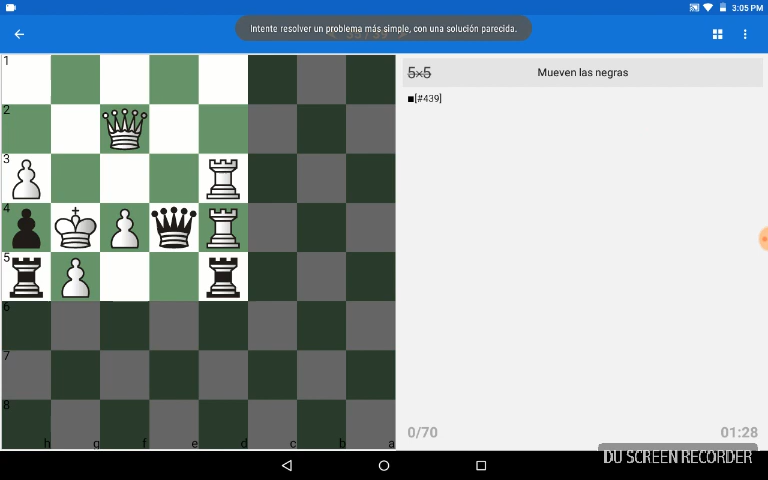 3:05 PM
Intente resolver un problema más simple, con una solución parecida.
5×5
Mueven las negras
■[#439]
1
2
3
4
5
6
7
8
h g f e d c b a
0/70
01:28
DU SCREEN RECORDER